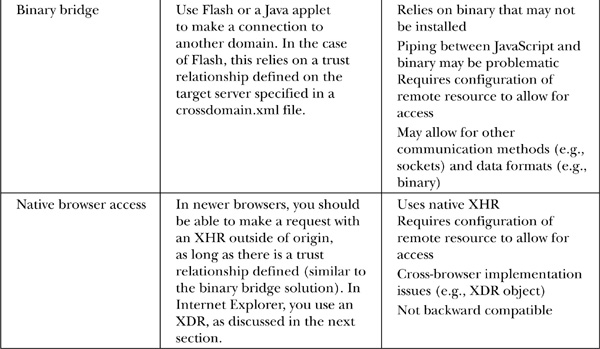 Binary bridge
Use Flash or a Java applet
to make a connection to
another domain. In the case
of Flash, this relies on a trust
relationship defined on the
target server specified in a
crossdomain.xml file.
Relies on binary that may not
be installed
Piping between JavaScript and
binary may be problematic
Requires configuration of
remote resource to allow for
access
May allow for other
communication methods (e.g.,
sockets) and data formats (e.g.,
binary)
Native browser access
In newer browsers, you should
be able to make a request with
an XHR outside of origin,
as long as there is a trust
relationship defined (similar to
the binary bridge solution). In
Internet Explorer, you use an
XDR, as discussed in the next
section.
Uses native XHR
Requires configuration of
remote resource to allow for
access
Cross-browser implementation
issues (e.g., XDR object)
Not backward compatible